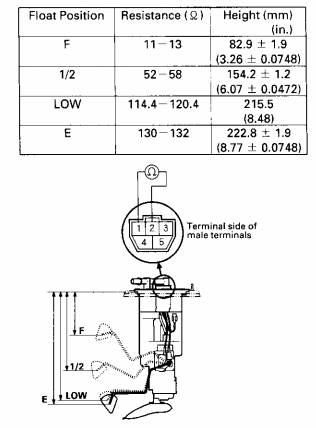 Float Position Resistance (Ω) Height (mm)
(in.)
F 11-13 82.9 ± 1.9
(3.26 ± 0.0748)
1/2 52-58 154.2 ± 1.2
(6.07 ± 0.0472)
LOW 114.4-120.4 215.5
(8.48)
E 130-132 222.8 ± 1.9
(8.77 ± 0.0748)
Ω
1 2 3
4 5
Terminal side of
male terminals
F
1/2
LOW
E